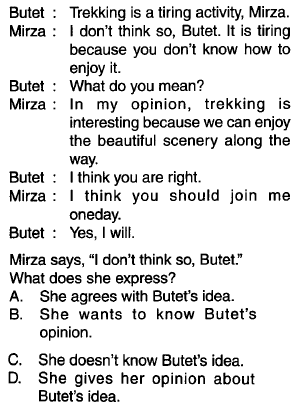 Butet : Trekking is a tiring activity, Mirza.
Mirza : I don't think so, Butet. It is tiring
because you don't know how to
enjoy it.
Butet : What do you mean?
Mirza : In my opinion, trekking is
interesting because we can enjoy
the beautiful scenery along the
way.
Butet : I think you are right.
Mirza : I think you should join me
oneday.
Butet : Yes, I will.
Mirza says, "I don't think so, Butet."
What does she express?
A. She agrees with Butet's idea.
B. She wants to know Butet's
opinion.
C. She doesn't know Butet's idea.
D. She gives her opinion about
Butet's idea.